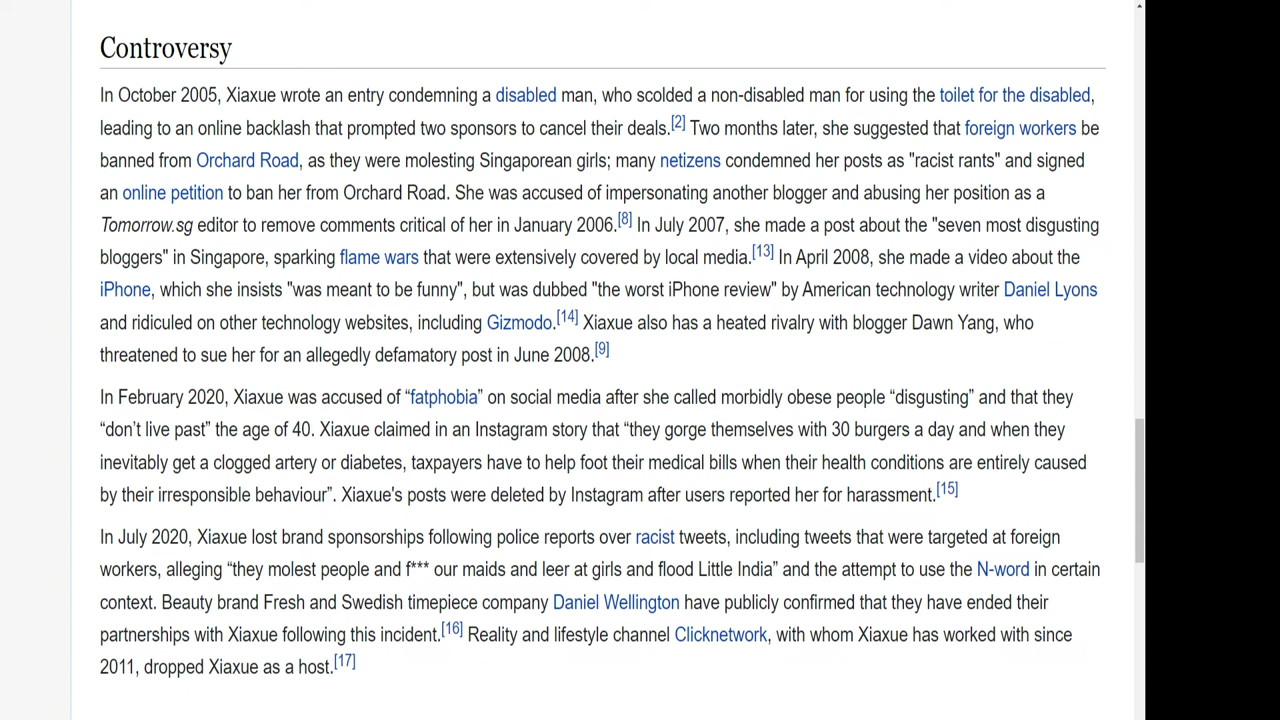 Controversy
In October 2005, Xiaxue wrote an entry condemning a disabled man, who scolded a non-disabled man for using the toilet for the disabled,
leading to an online backlash that prompted two sponsors to cancel their deals.[2] Two months later, she suggested that foreign workers be
banned from Orchard Road, as they were molesting Singaporean girls; many netizens condemned her posts as "racist rants" and signed
an online petition to ban her from Orchard Road. She was accused of impersonating another blogger and abusing her position as a
Tomorrow.sg editor to remove comments critical of her in January 2006.[8] In July 2007, she made a post about the "seven most disgusting
bloggers" in Singapore, sparking flame wars that were extensively covered by local media.[13] In April 2008, she made a video about the
iPhone, which she insists "was meant to be funny", but was dubbed "the worst iPhone review" by American technology writer Daniel Lyons
and ridiculed on other technology websites, including Gizmodo.[14] Xiaxue also has a heated rivalry with blogger Dawn Yang, who
threatened to sue her for an allegedly defamatory post in June 2008.[9]
In February 2020, Xiaxue was accused of “fatphobia” on social media after she called morbidly obese people “disgusting” and that they
“don’t live past” the age of 40. Xiaxue claimed in an Instagram story that “they gorge themselves with 30 burgers a day and when they
inevitably get a clogged artery or diabetes, taxpayers have to help foot their medical bills when their health conditions are entirely caused
by their irresponsible behaviour”. Xiaxue's posts were deleted by Instagram after users reported her for harassment.[15]
In July 2020, Xiaxue lost brand sponsorships following police reports over racist tweets, including tweets that were targeted at foreign
workers, alleging “they molest people and f*** our maids and leer at girls and flood Little India” and the attempt to use the N-word in certain
context. Beauty brand Fresh and Swedish timepiece company Daniel Wellington have publicly confirmed that they have ended their
partnerships with Xiaxue following this incident.[16] Reality and lifestyle channel Clicknetwork, with whom Xiaxue has worked with since
2011, dropped Xiaxue as a host.[17]